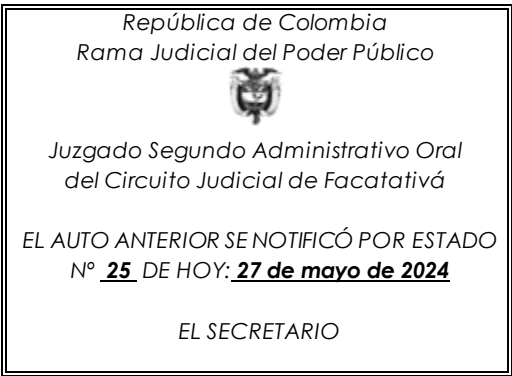 República de Colombia
Rama Judicial del Poder Público
Juzgado Segundo Administrativo Oral
del Circuito Judicial de Facatativá
EL AUTO ANTERIOR SE NOTIFICÓ POR ESTADO
N° 25 DE HOY: 27 de mayo de 2024
EL SECRETARIO